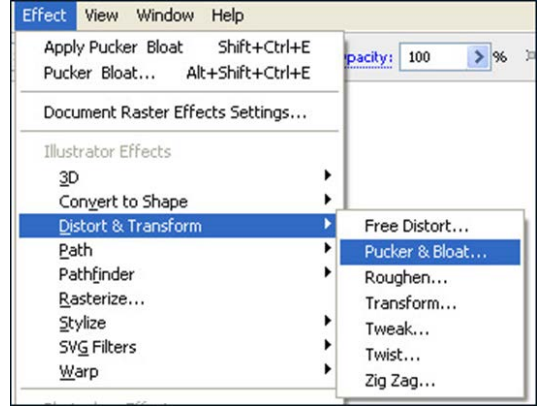 Effect View Window Help
Apply Pucker Bloat Shift+Ctrl+E
Pucker Bloat... Alt+Shift+Ctrl+E
pacity: 100 %
Document Raster Effects Settings...
Illustrator Effects
3D
Convert to Shape
Distort & Transform
Path
Pathfinder
Rasterize...
Stylize
SVG Filters
Warp
Free Distort...
Pucker & Bloat...
Roughen...
Transform...
Tweak...
Twist...
Zig Zag...